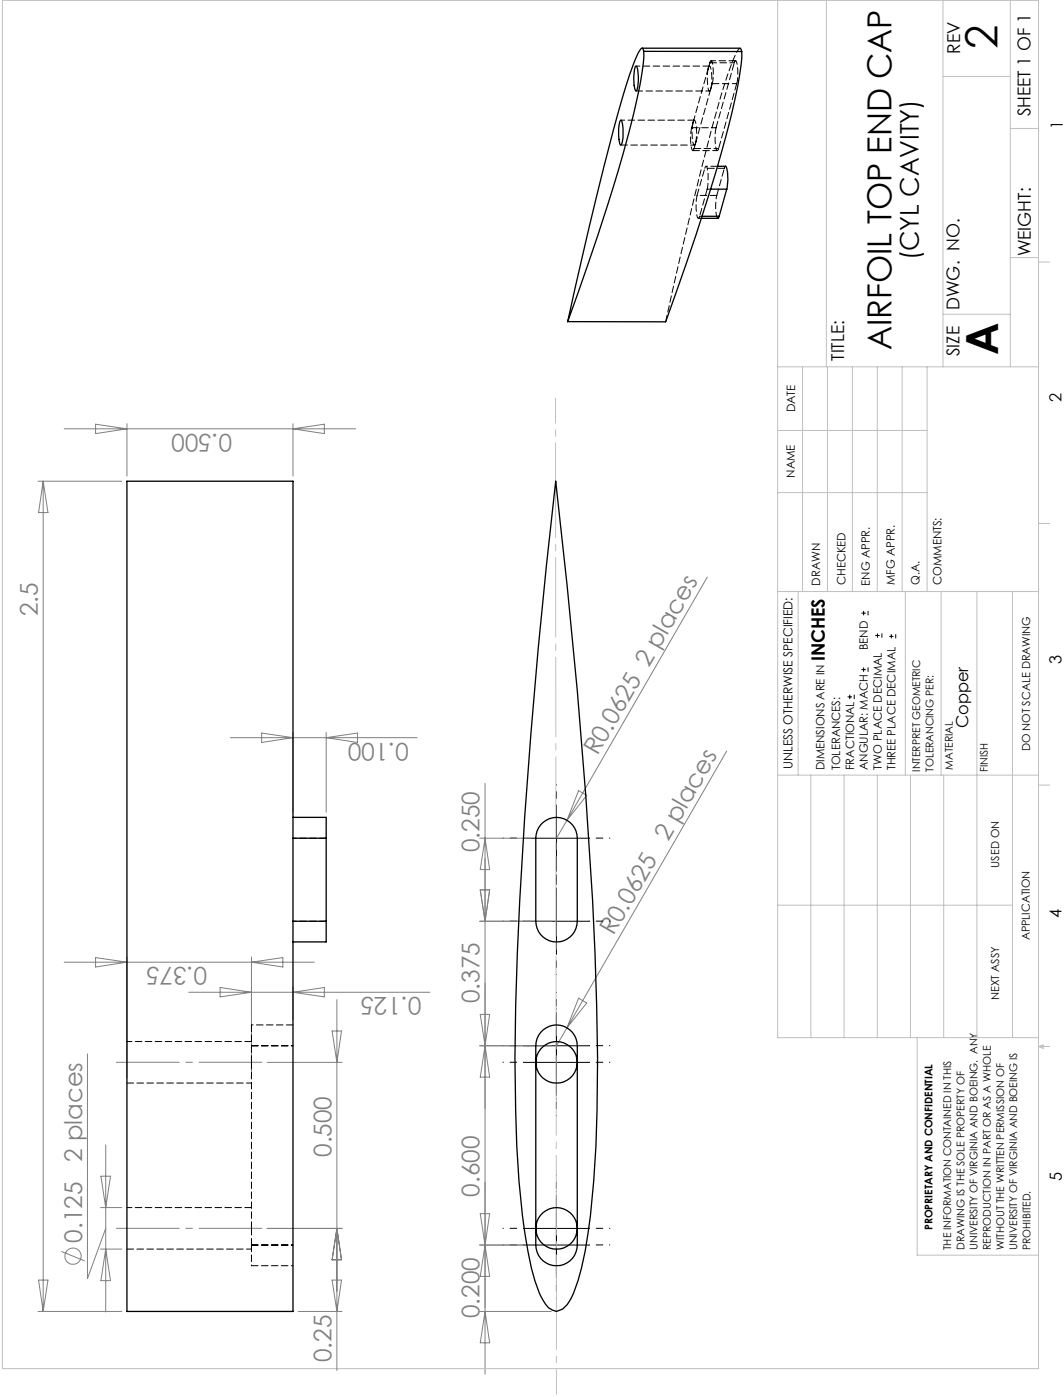 2.5
0.500
0.100
0.375
0.125
Ø 0.125 2 places
0.500
0.25
0.250
0.375
0.600
0.200
R0.0625 2 places
R0.0625 2 places
PROPRIETARY AND CONFIDENTIAL
THE INFORMATION CONTAINED IN THIS
DRAWING IS THE SOLE PROPERTY OF
UNIVERSITY OF VIRGINIA AND BOEING. ANY
REPRODUCTION IN PART OR AS A WHOLE
WITHOUT THE WRITTEN PERMISSION OF
UNIVERSITY OF VIRGINIA AND BOEING IS
PROHIBITED.
NEXT ASSY
USED ON
APPLICATION
UNLESS OTHERWISE SPECIFIED:
DIMENSIONS ARE IN INCHES
TOLERANCES:
FRACTIONAL ±
ANGULAR: MACH ± BEND ±
TWO PLACE DECIMAL ±
THREE PLACE DECIMAL ±
INTERPRET GEOMETRIC
TOLERANCING PER:
MATERIAL
Copper
FINISH
DO NOT SCALE DRAWING
NAME
DATE
DRAWN
CHECKED
ENG APPR.
MFG APPR.
Q.A.
COMMENTS:
TITLE:
AIRFOIL TOP END CAP
(CYL CAVITY)
SIZE
A
DWG. NO.
REV
2
WEIGHT:
SHEET 1 OF 1
5
4
3
2
1